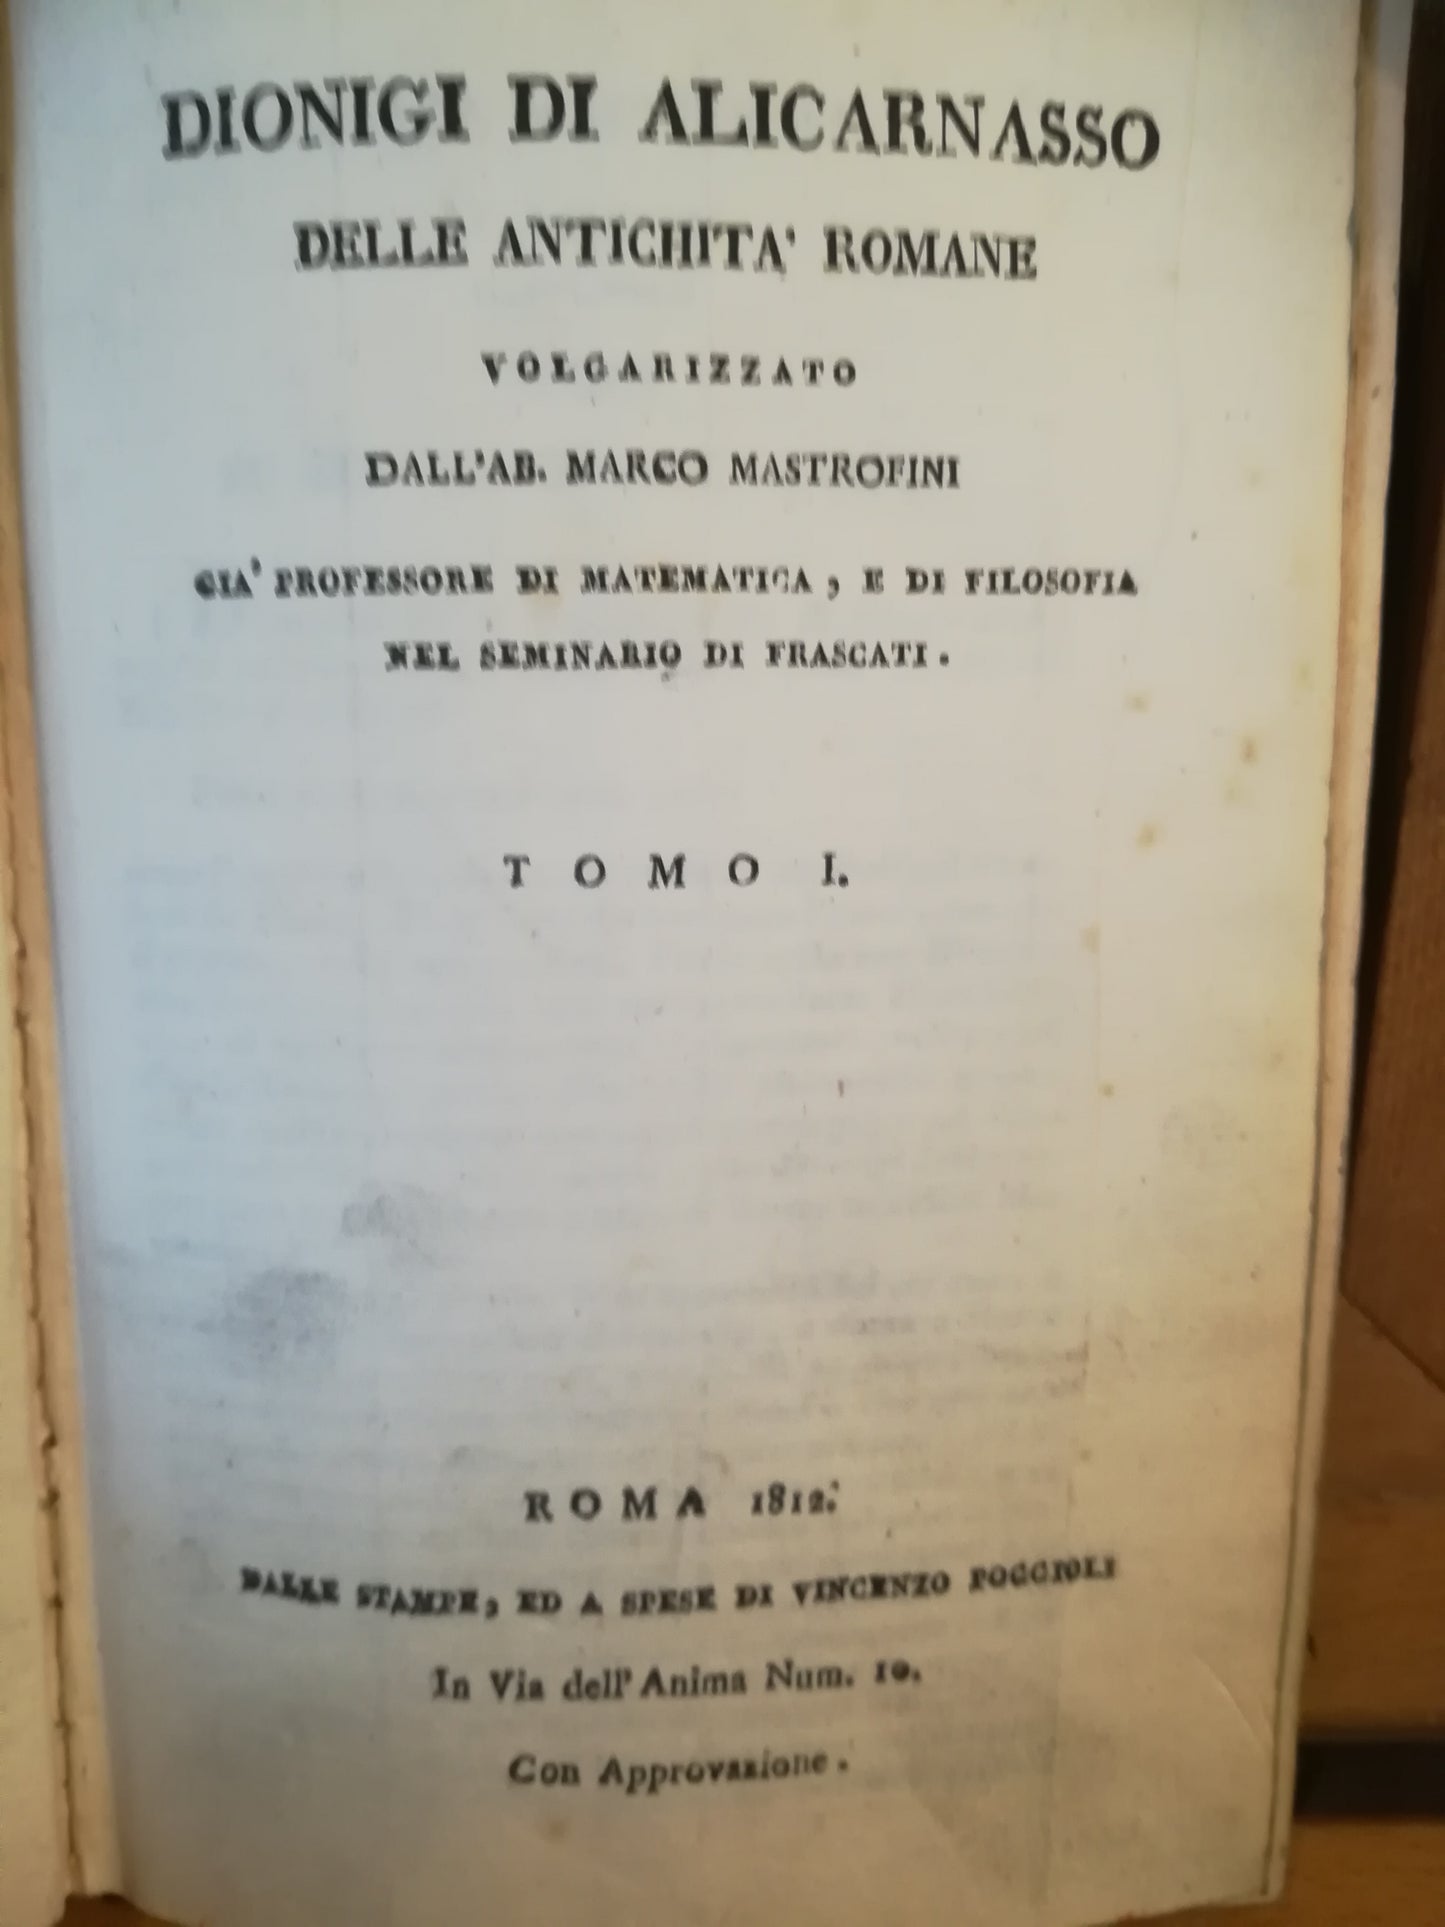 DIONIGI DI ALICARNASSO
DELLE ANTICHITA' ROMANE
VOLGARIZZATO
DALL'AB. MARCO MASTROFINI
GIA' PROFESSORE DI MATEMATICA, E DI FILOSOFIA
NEL SEMINARIO DI FRASCATI.
TOMO I.
ROMA 1812.
DALLE STAMPE, ED A SPESE DI VINCENZO POGGIOLI
In Via dell' Anima Num. 10.
Con Approvazione.